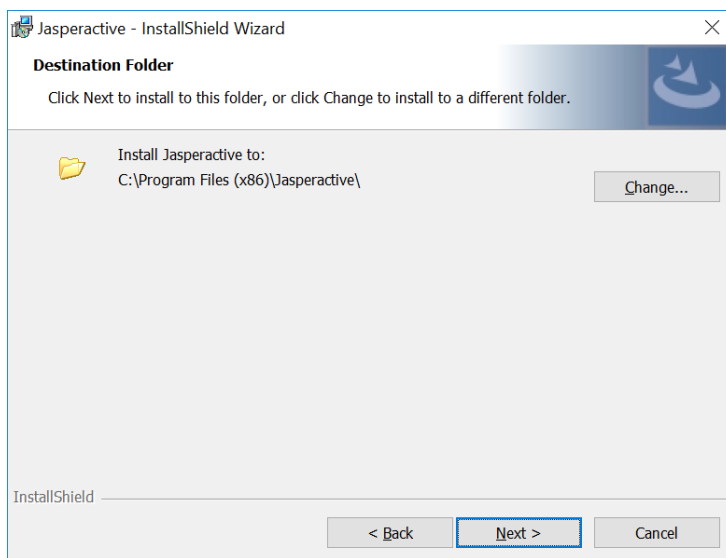 Jasperactive - InstallShield Wizard
Destination Folder
Click Next to install to this folder, or click Change to install to a different folder.
Install Jasperactive to:
C:\Program Files (x86)\Jasperactive\
Change...
InstallShield
< Back
Next >
Cancel